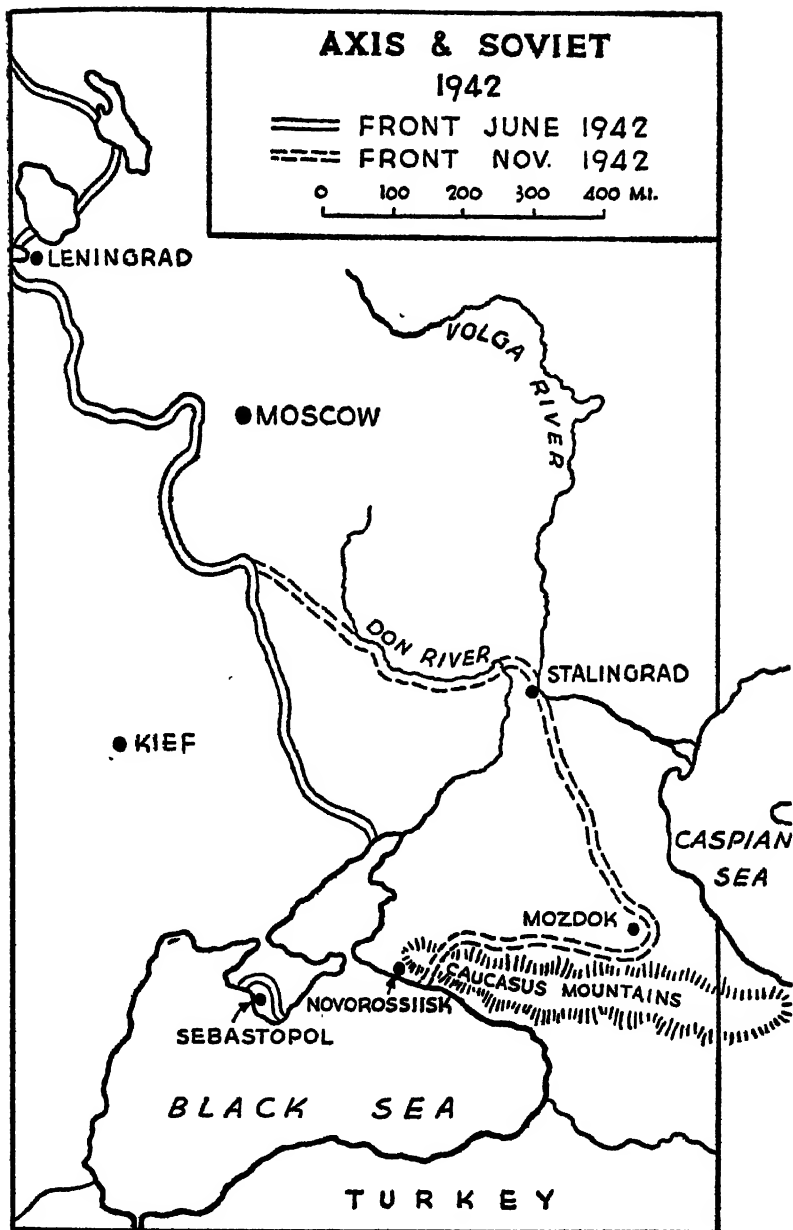 AXIS & SOVIET
1942
FRONT JUNE 1942
FRONT NOV. 1942
0 100 200 300 400 MI.
LENINGRAD
VOLGA RIVER
MOSCOW
DON RIVER
STALINGRAD
KIEF
CASPIAN
SEA
MOZDOK
CAUCASUS MOUNTAINS
NOVOROSSIISK
SEBASTOPOL
BLACK SEA
TURKEY